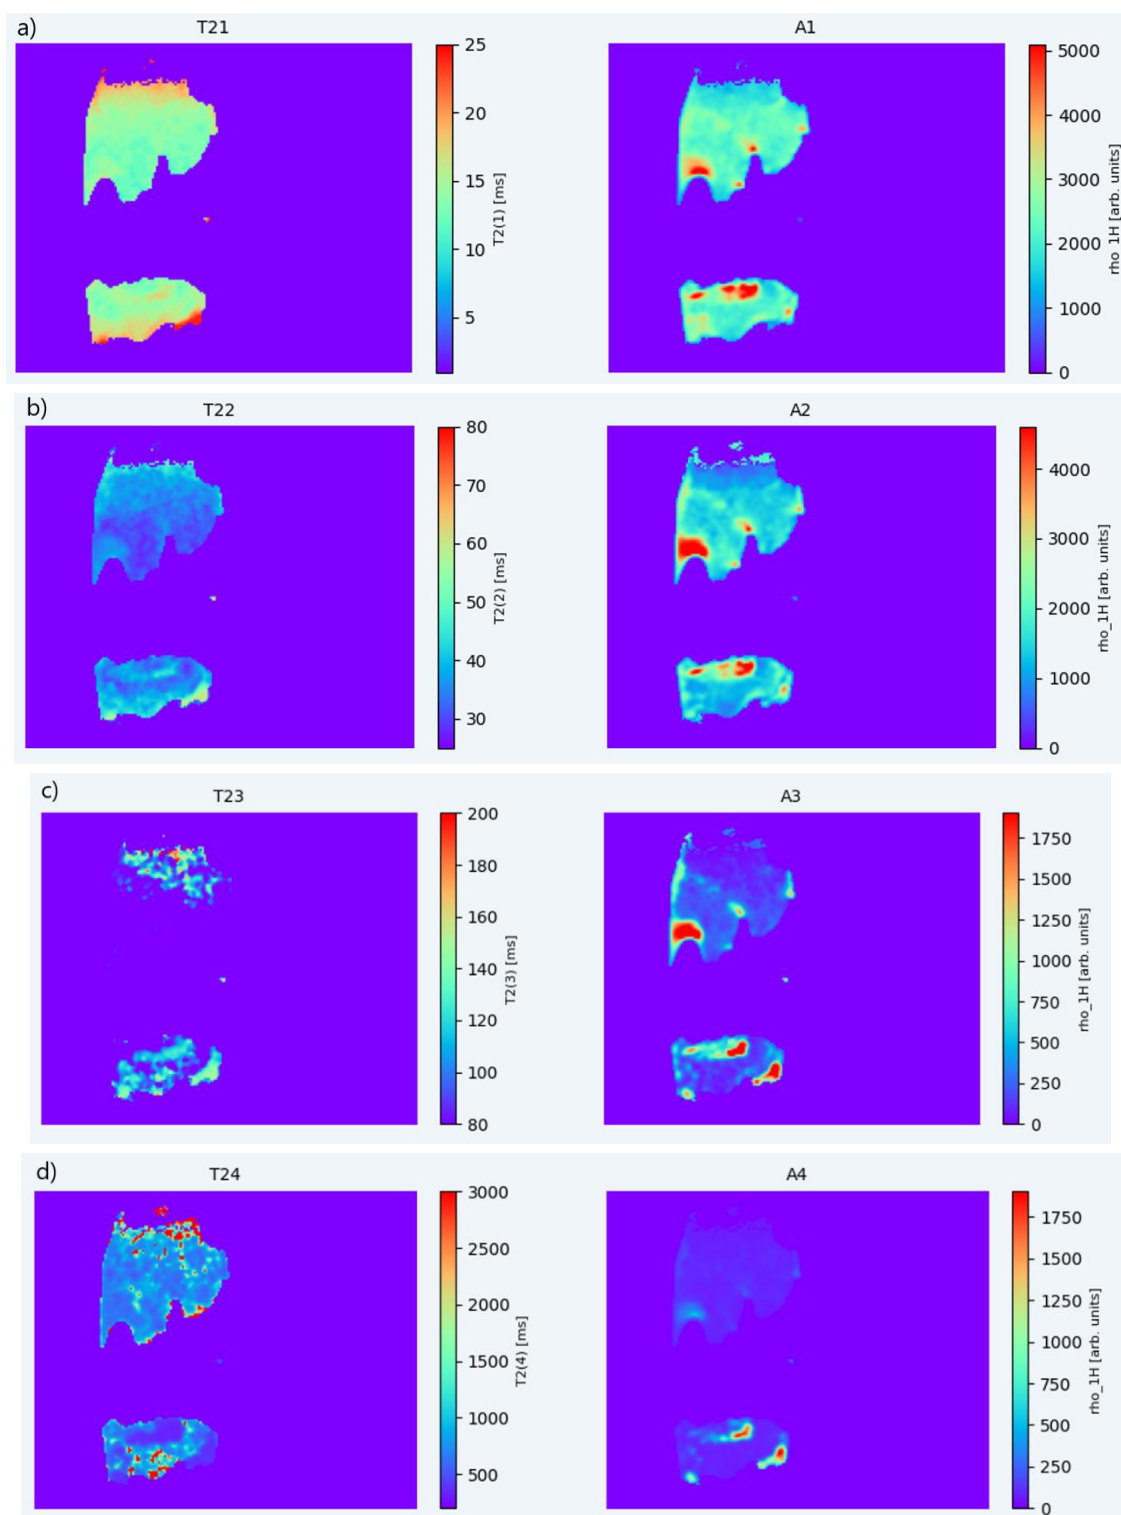 a)
T21
A1
25
20
15
10
5
T2(1) [ms]
5000
4000
3000
2000
1000
0
rho_1H [arb. units]
b)
T22
A2
80
70
60
50
40
30
T2(2) [ms]
4000
3000
2000
1000
0
rho_1H [arb. units]
c)
T23
A3
200
180
160
140
120
100
80
T2(3) [ms]
1750
1500
1250
1000
750
500
250
0
rho_1H [arb. units]
d)
T24
A4
3000
2500
2000
1500
1000
500
T2(4) [ms]
1750
1500
1250
1000
750
500
250
0
rho_1H [arb. units]